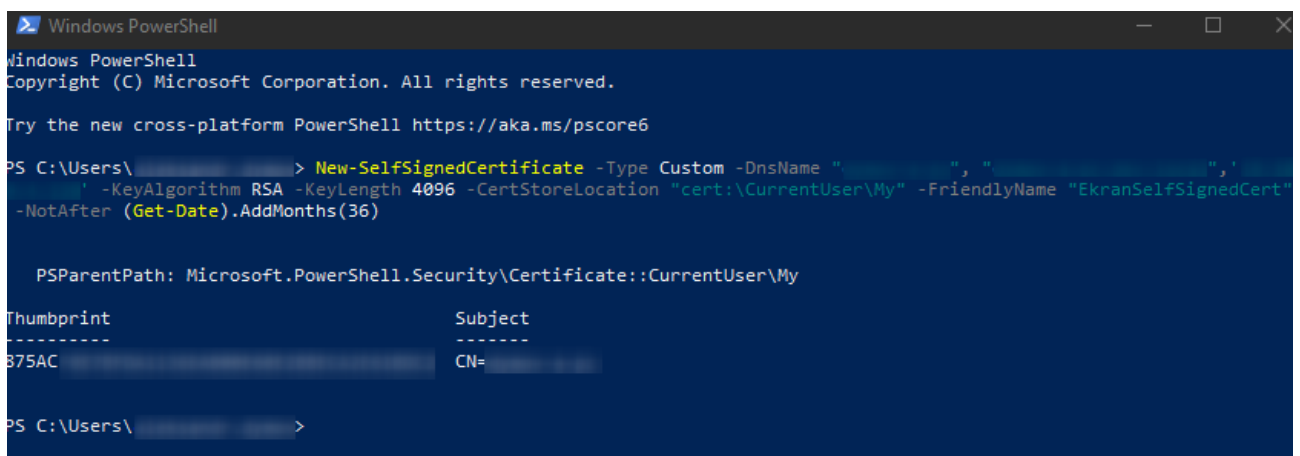 Windows PowerShell
Windows PowerShell
Copyright (C) Microsoft Corporation. All rights reserved.
Try the new cross-platform PowerShell https://aka.ms/pscore6
PS C:\Users\ > New-SelfSignedCertificate -Type Custom -DnsName " ", " ",'
' -KeyAlgorithm RSA -KeyLength 4096 -CertStoreLocation "cert:\CurrentUser\My" -FriendlyName "EkranSelfSignedCert"
-NotAfter (Get-Date).AddMonths(36)
PSParentPath: Microsoft.PowerShell.Security\Certificate::CurrentUser\My
Thumbprint Subject
---------- -------
875AC CN=
PS C:\Users\ >